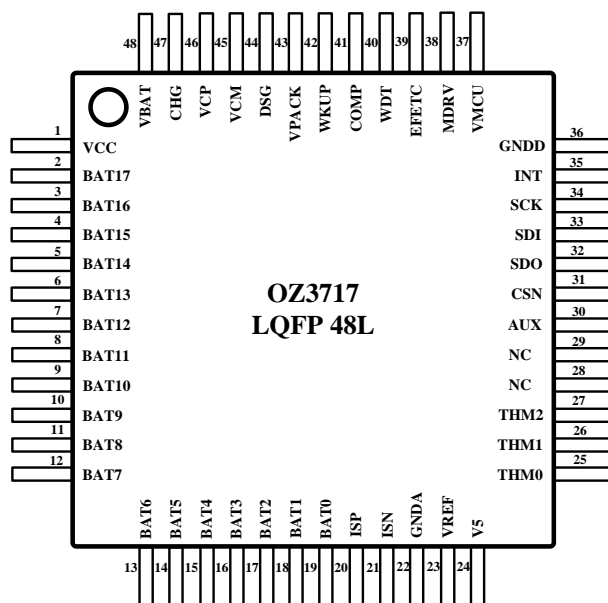 48 47 46 45 44 43 42 41 40 39 38 37
VBAT CHG VCP VCM DSG VPACK WKUP COMP WDT EFETC MDRV VMCU
1 VCC
2 BAT17
3 BAT16
4 BAT15
5 BAT14
6 BAT13
7 BAT12
8 BAT11
9 BAT10
10 BAT9
11 BAT8
12 BAT7
OZ3717
LQFP 48L
GNDD 36
INT 35
SCK 34
SDI 33
SDO 32
CSN 31
AUX 30
NC 29
NC 28
THM2 27
THM1 26
THM0 25
BAT6 BAT5 BAT4 BAT3 BAT2 BAT1 BAT0 ISP ISN GNDA VREF V5
13 14 15 16 17 18 19 20 21 22 23 24